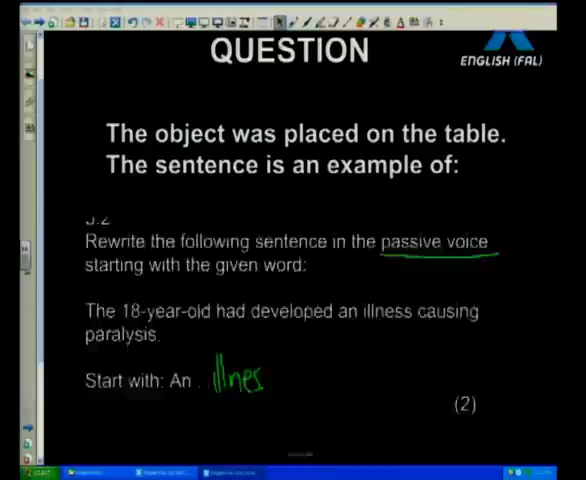 QUESTION
ENGLISH (FAL)
The object was placed on the table.
The sentence is an example of:
Rewrite the following sentence in the passive voice
starting with the given word:
The 18-year-old had developed an illness causing
paralysis.
Start with: An . illnes
(2)
START